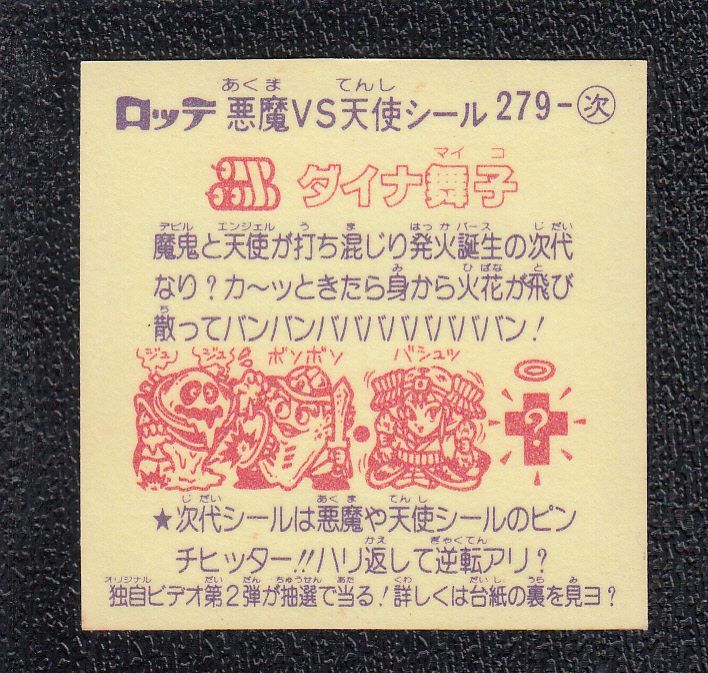 ロッテ 悪魔VS天使シール 279-次
あくま てんし
ダイナ舞子
マイコ
魔鬼と天使が打ち混じり発火誕生の次代
デビル エンジェル う ま はっかバース じだい
なり?カ〜ッときたら身から火花が飛び
み ひばな と
散ってバンバンババババババババン!
ち
ジュ ジュ ボソボソ バシュッ
?
★次代シールは悪魔や天使シールのピン
じだい あくま てんし
チヒッター!!ハリ返して逆転アリ?
かえ ぎゃくてん
独自ビデオ第2弾が抽選で当る!詳しくは台紙の裏を見ヨ?
オリジナル だい だん ちゅうせん あた くわ だいし うら み